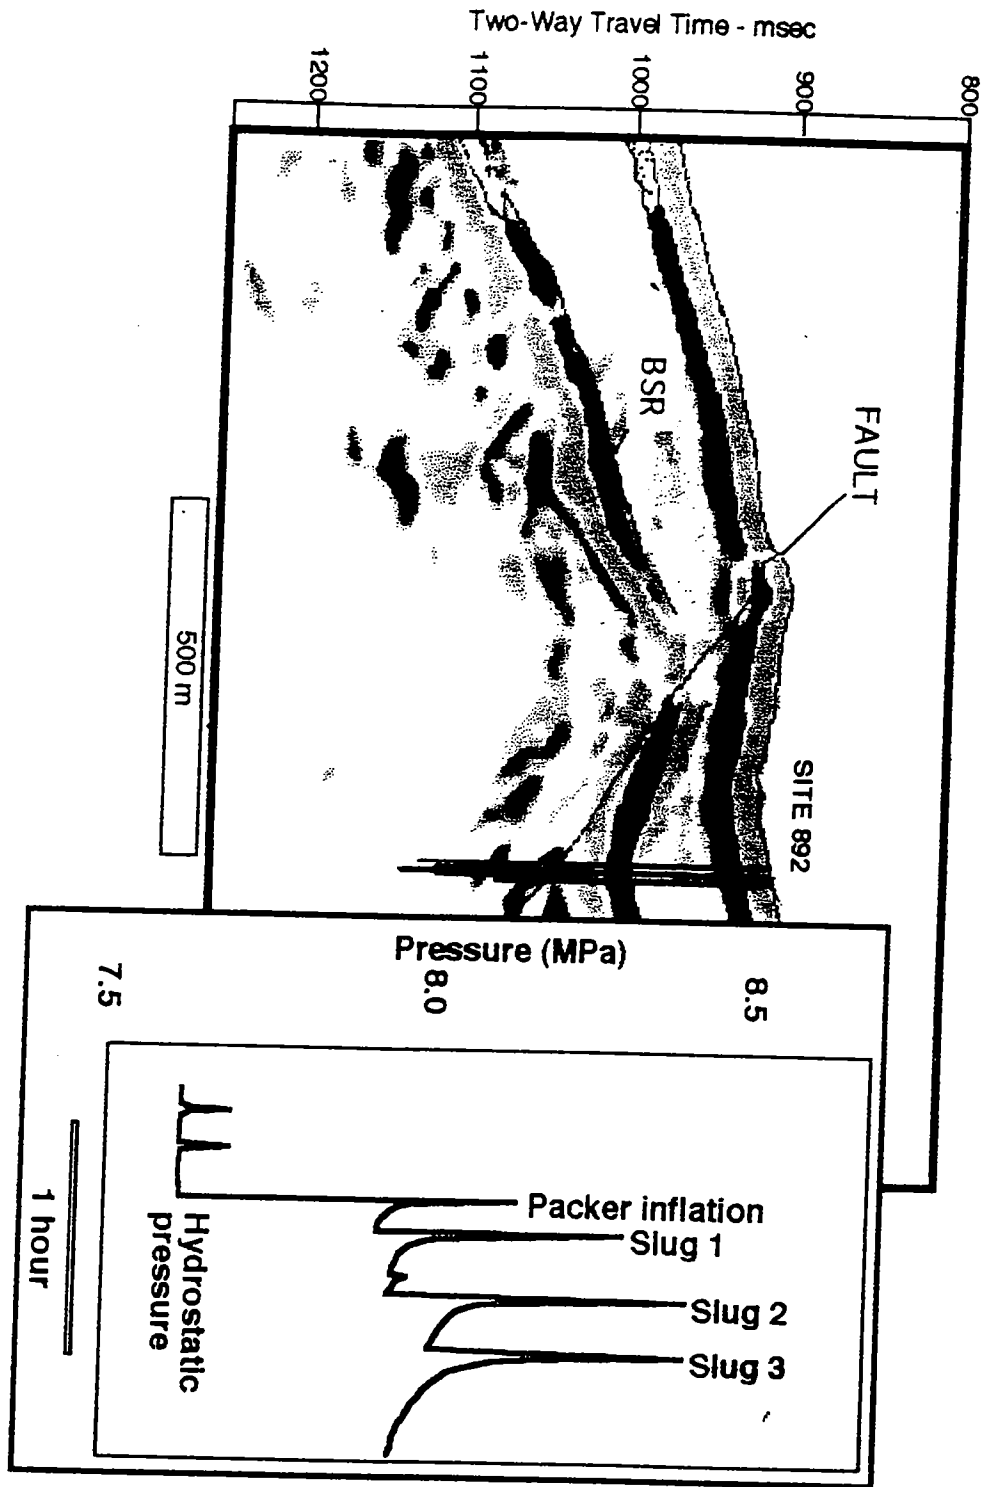 Two-Way Travel Time - msec
800
900
1000
1100
1200
FAULT
BSR
SITE 892
500 m
Pressure (MPa)
8.5
8.0
7.5
Packer inflation
Slug 1
Slug 2
Slug 3
Hydrostatic
pressure
1 hour